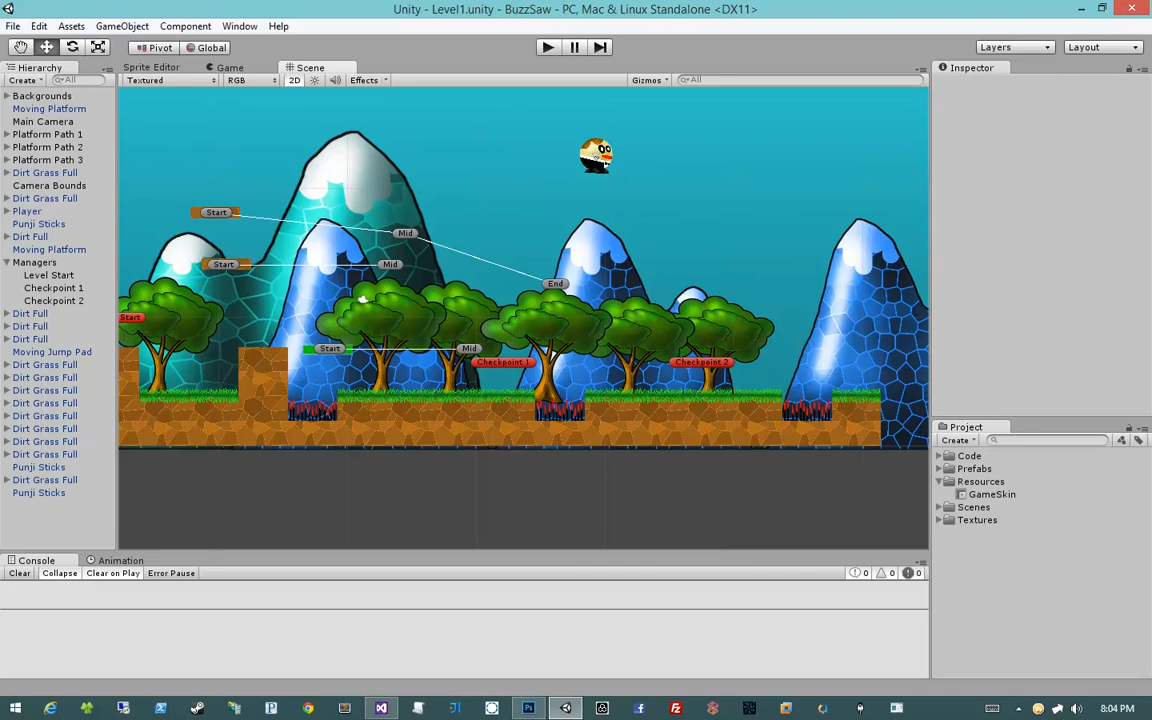 Unity - Level1.unity - BuzzSaw - PC, Mac & Linux Standalone <DX11>
File Edit Assets GameObject Component Window Help
Pivot Global Layers Layout
Hierarchy Sprite Editor Game Scene Inspector
Create All Textured RGB 2D Effects Gizmos All
Backgrounds
Moving Platform
Main Camera
Platform Path 1
Platform Path 2
Platform Path 3
Dirt Grass Full
Camera Bounds
Dirt Grass Full
Player
Punji Sticks
Dirt Full
Moving Platform
Managers
Level Start
Checkpoint 1
Checkpoint 2
Dirt Full
Dirt Full
Dirt Full
Moving Jump Pad
Dirt Grass Full
Dirt Grass Full
Dirt Grass Full
Dirt Grass Full
Dirt Grass Full
Dirt Grass Full
Dirt Grass Full
Dirt Grass Full
Punji Sticks
Dirt Grass Full
Punji Sticks
Start
Mid
Start Mid
End
Start
Start Mid
Checkpoint 1 Checkpoint 2
Project
Create
Code
Prefabs
Resources
GameSkin
Scenes
Textures
Console Animation
Clear Collapse Clear on Play Error Pause 0 0 0
8:04 PM